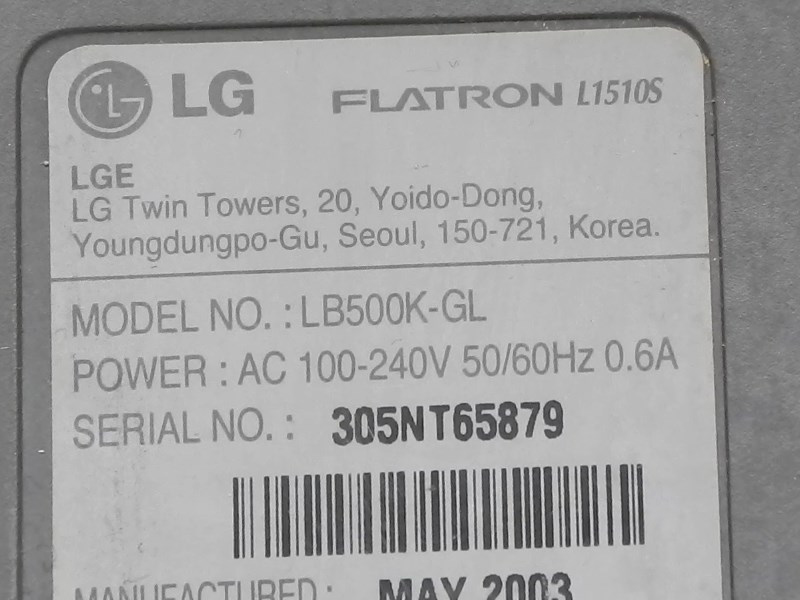 LG FLATRON L1510S
LGE
LG Twin Towers, 20, Yoido-Dong,
Youngdungpo-Gu, Seoul, 150-721, Korea.
MODEL NO. : LB500K-GL
POWER : AC 100-240V 50/60Hz 0.6A
SERIAL NO. : 305NT65879
MANUFACTURED : MAY 2003